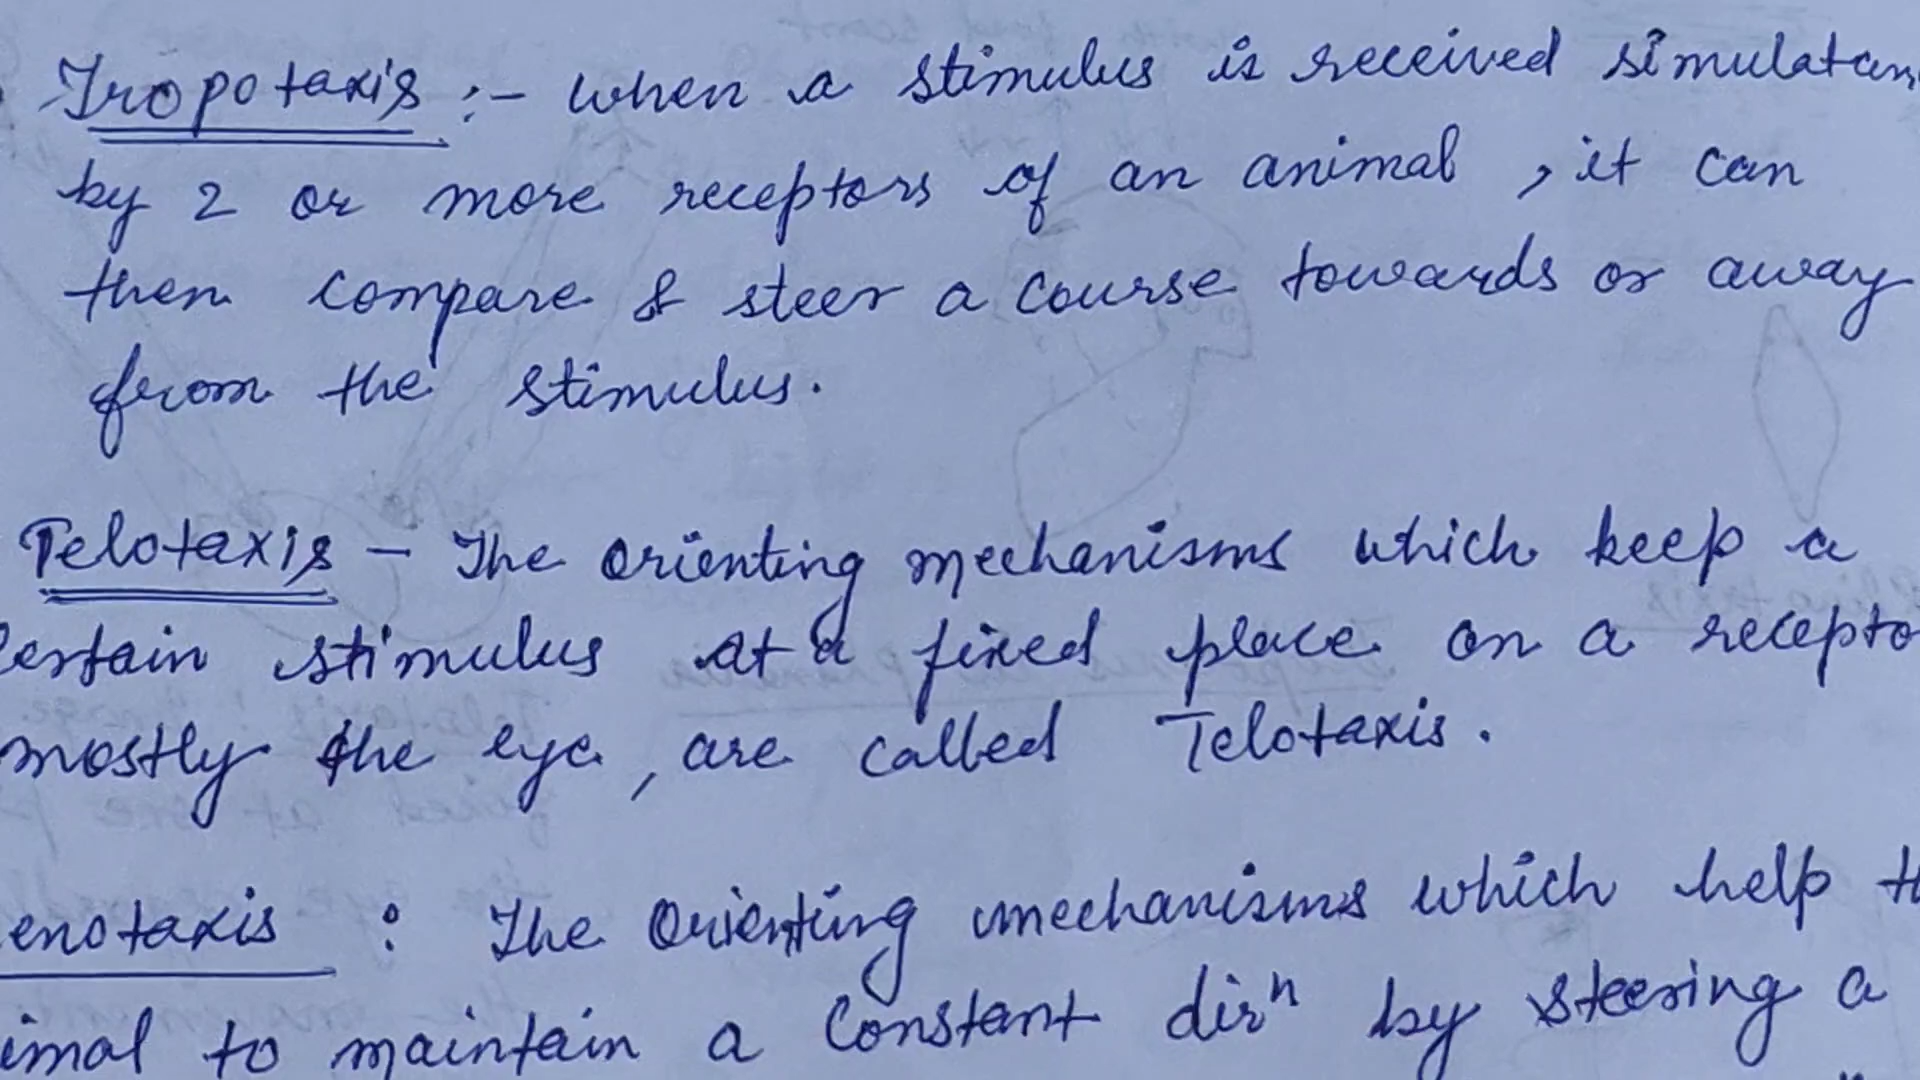 Tropotaxis :- when a stimulus is received simulatan
by 2 or more receptors of an animal, it can
then compare & steer a course towards or away
from the stimulus.
Telotaxis - The orienting mechanisms which keep a
certain stimulus at a fixed place on a recepto
mostly the eye, are called Telotaxis.
enotaxis : The Orienting mechanisms which help th
imal to maintain a constant dirⁿ by steering a